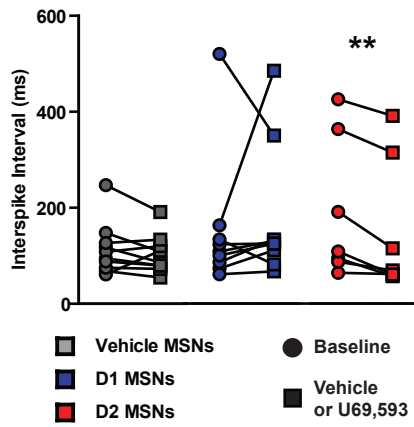 600
**
400
200
0
Interspike Interval (ms)
Vehicle MSNs
D1 MSNs
D2 MSNs
Baseline
Vehicle
or U69,593